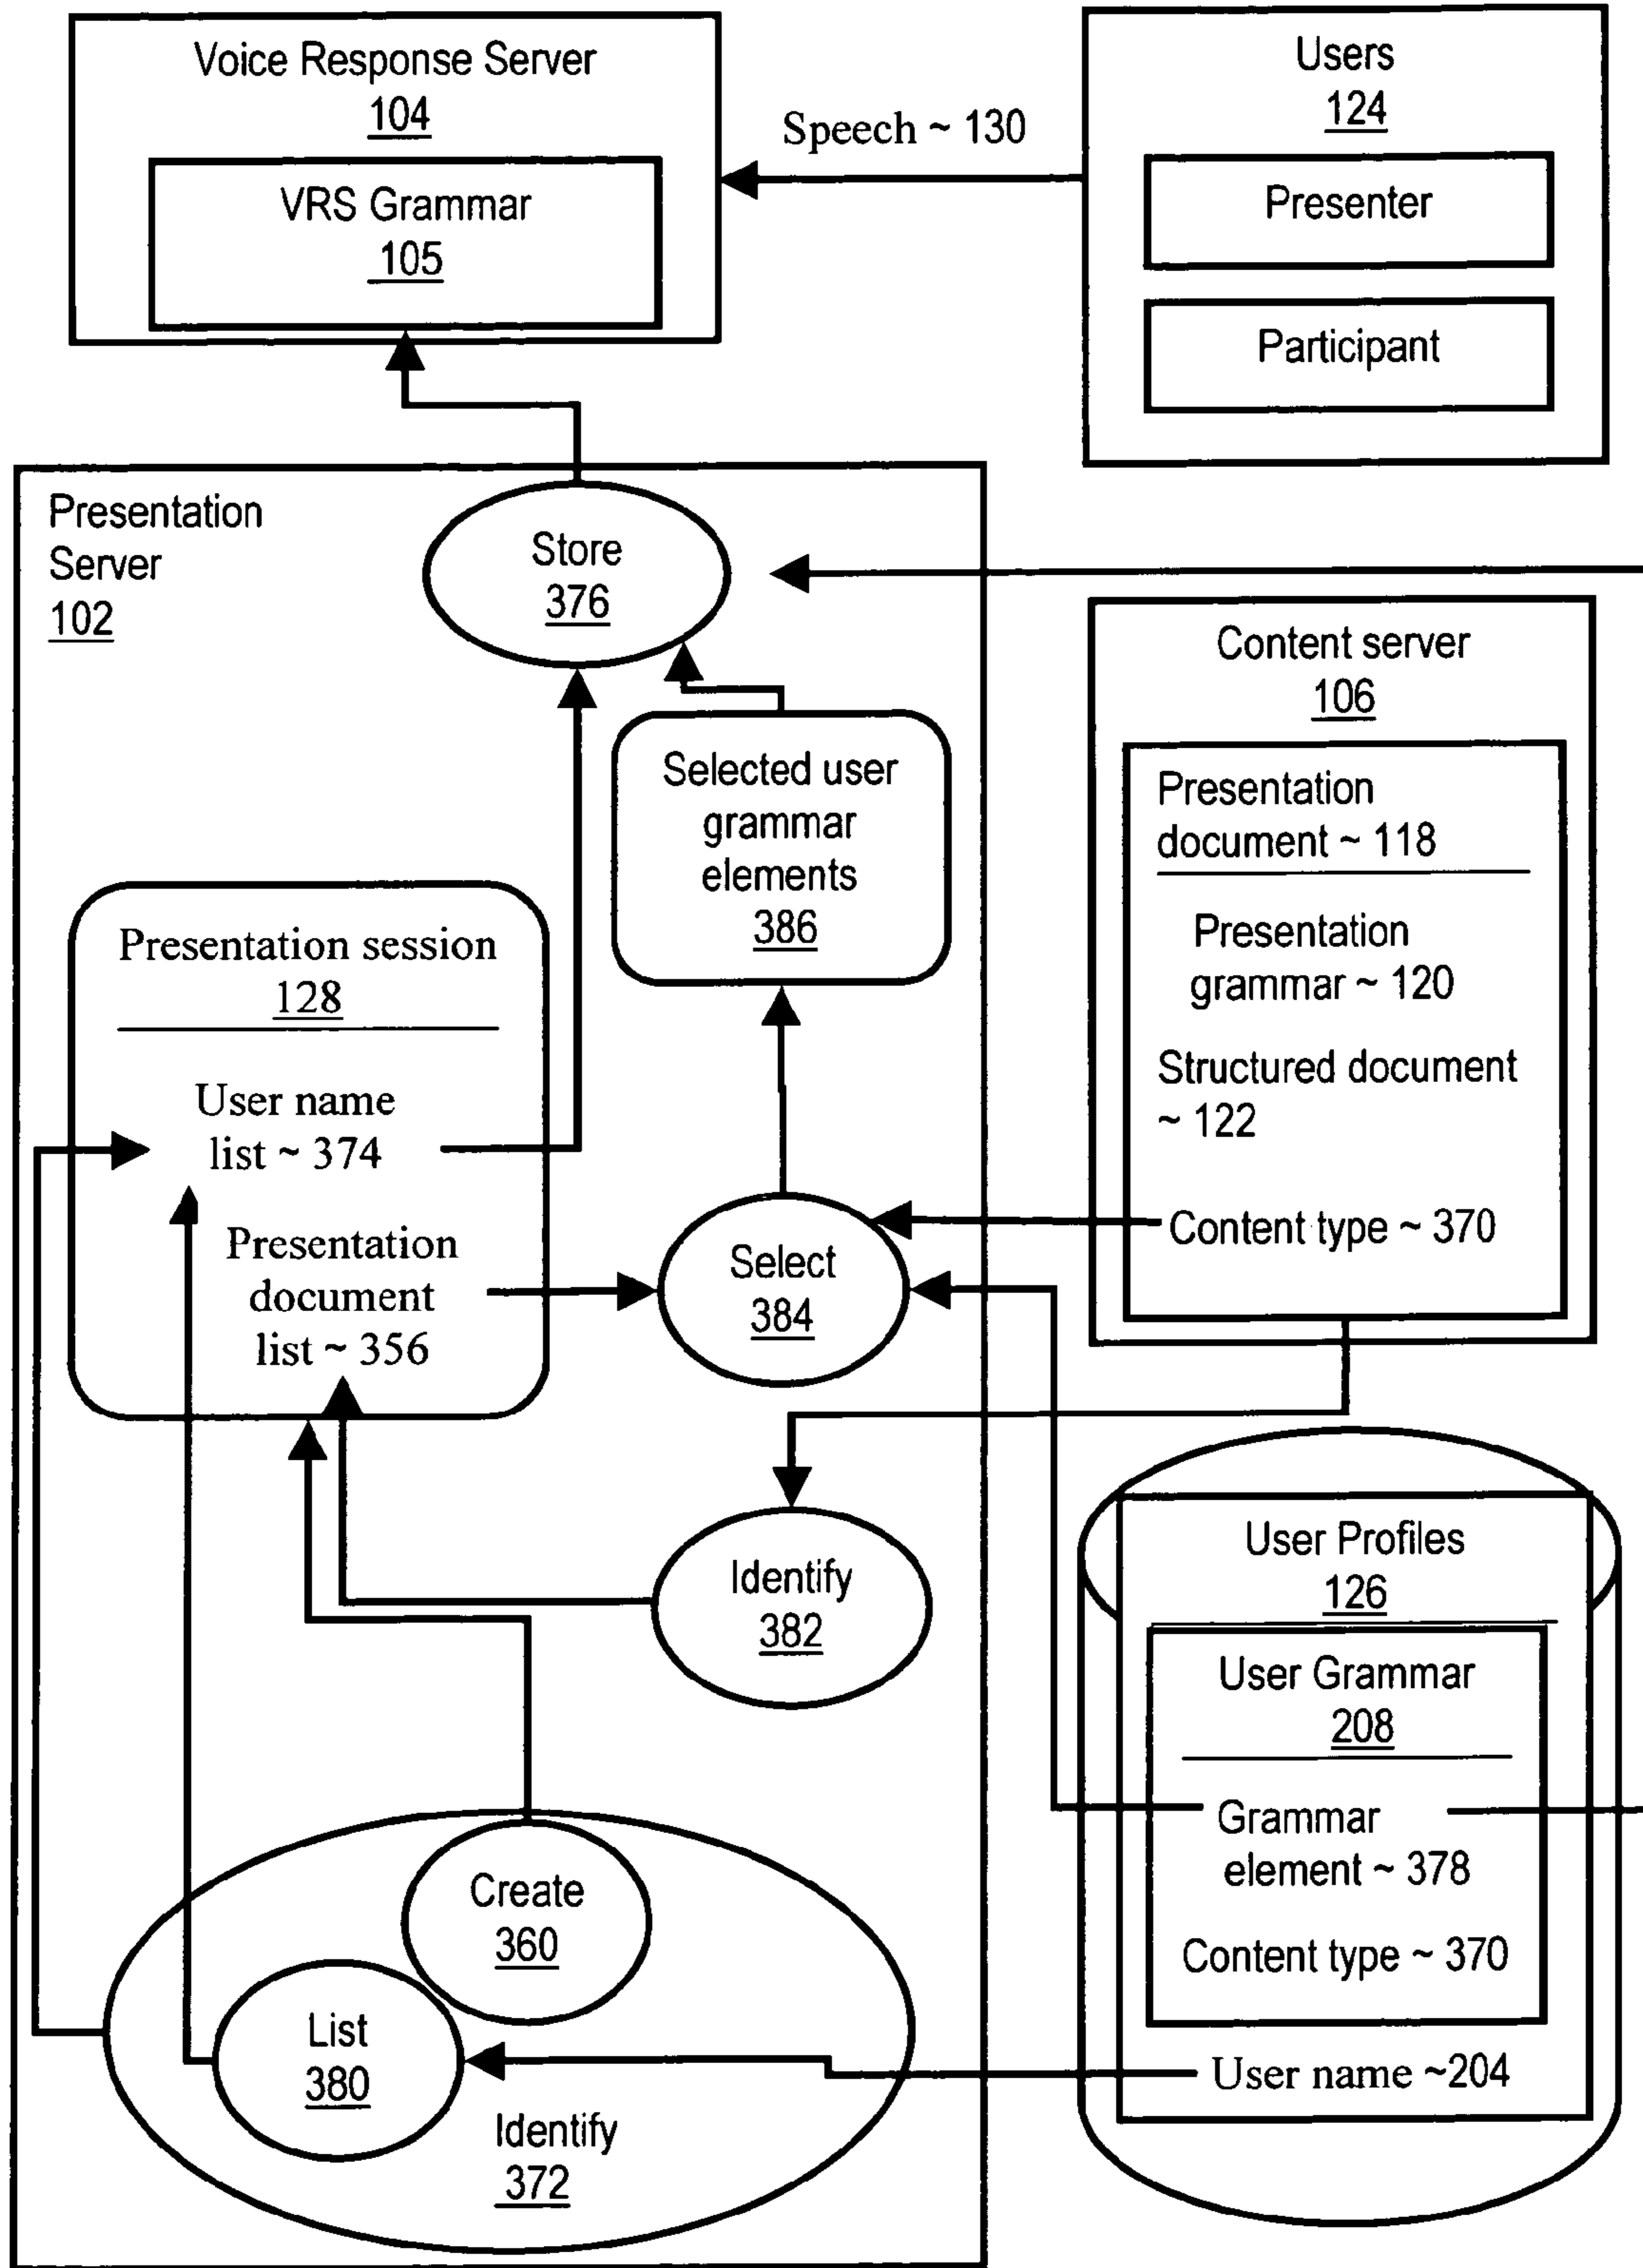 Voice Response Server
104
VRS Grammar
105
Speech ~ 130
Users
124
Presenter
Participant
Presentation
Server
102
Store
376
Selected user
grammar
elements
386
Presentation session
128
User name
list ~ 374
Presentation
document
list ~ 356
Select
384
Identify
382
Create
360
List
380
Identify
372
Content server
106
Presentation
document ~ 118
Presentation
grammar ~ 120
Structured document
~ 122
Content type ~ 370
User Profiles
126
User Grammar
208
Grammar
element ~ 378
Content type ~ 370
User name ~204